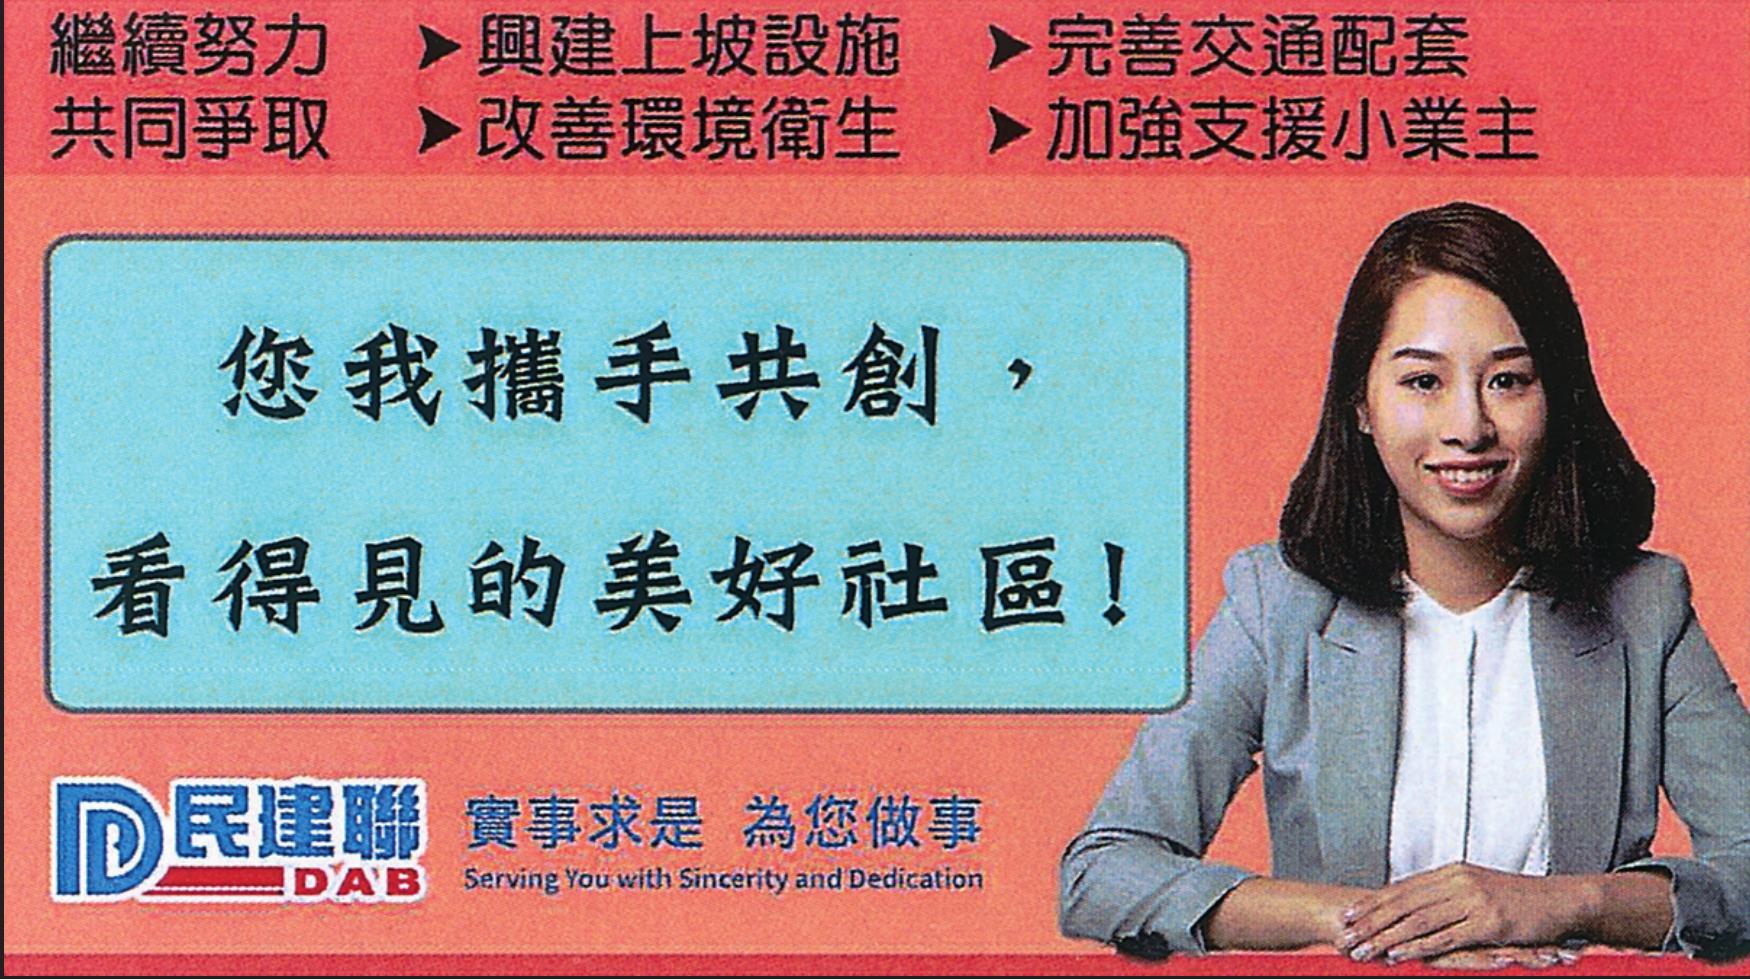 繼續努力 ➤興建上坡設施 ➤完善交通配套
共同爭取 ➤改善環境衛生 ➤加強支援小業主
您我攜手共創，
看得見的美好社區!
民建聯
DAB
實事求是 為您做事
Serving You with Sincerity and Dedication